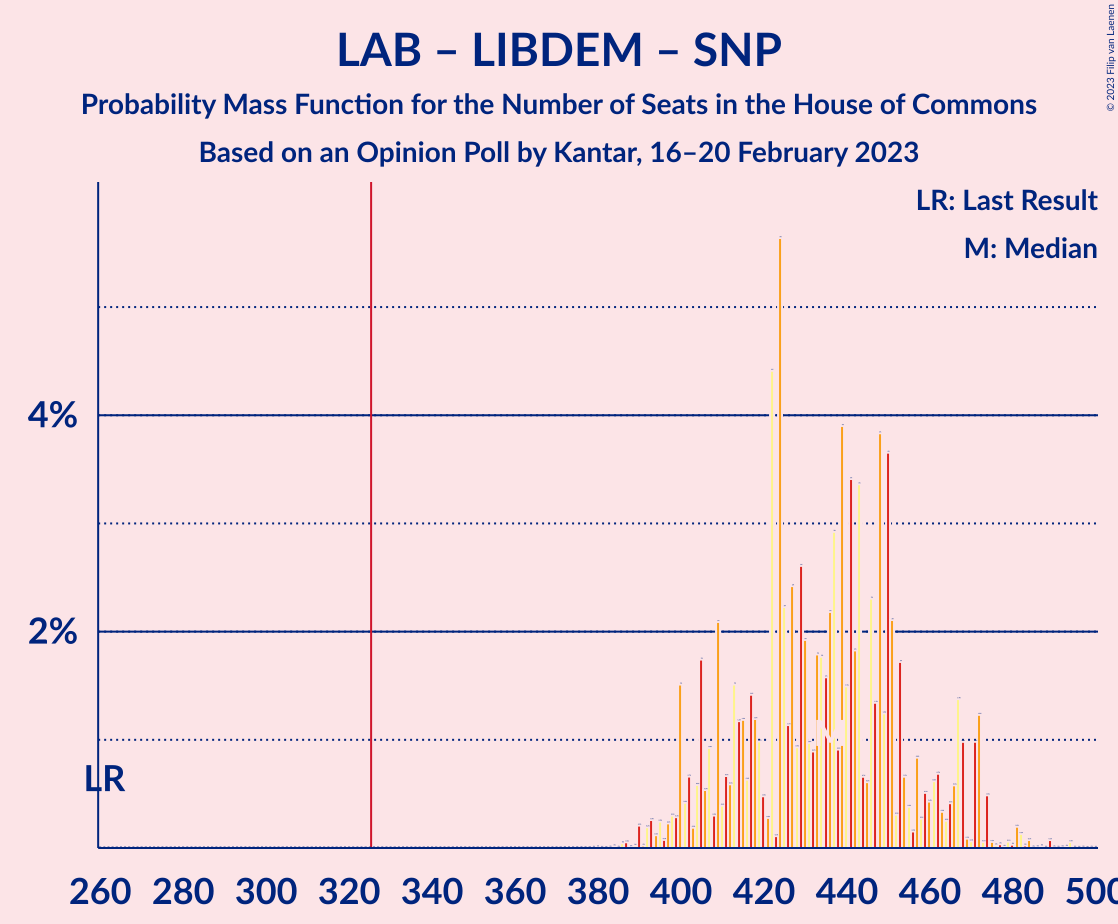 LAB – LIBDEM – SNP
Probability Mass Function for the Number of Seats in the House of Commons
Based on an Opinion Poll by Kantar, 16–20 February 2023
© 2023 Filip van Laenen
LR: Last Result
M: Median
4%
2%
LR
M
260 280 300 320 340 360 380 400 420 440 460 480 500